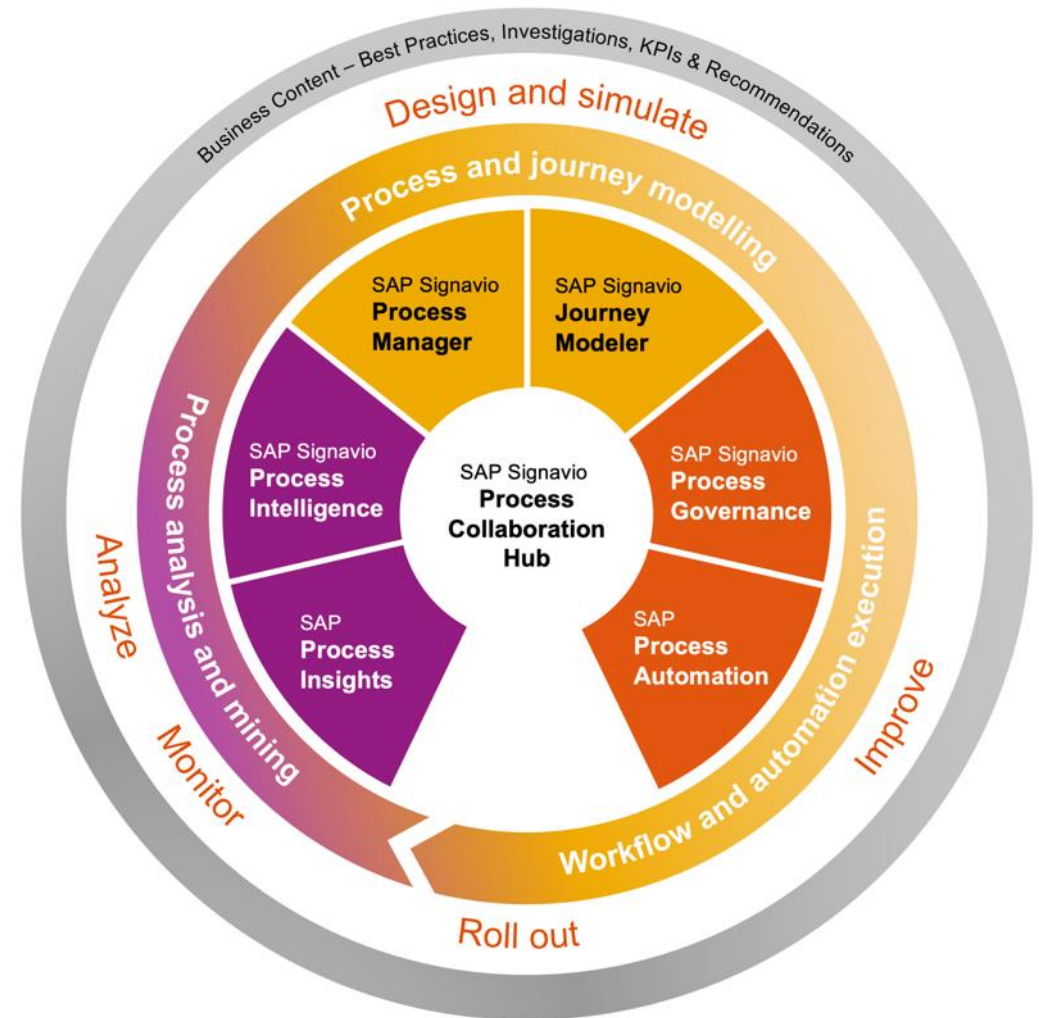 Business Content – Best Practices, Investigations, KPIs & Recommendations
Design and simulate
Process and journey modelling
SAP Signavio
Process
Manager
SAP Signavio
Journey
Modeler
SAP Signavio
Process
Intelligence
SAP Signavio
Process
Collaboration
Hub
SAP Signavio
Process
Governance
SAP
Process
Insights
SAP
Process
Automation
Process analysis and mining
Workflow and automation execution
Analyze
Monitor
Improve
Roll out